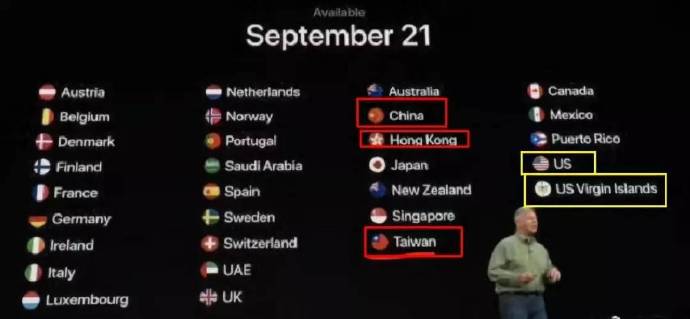 Available
September 21
Austria
Belgium
Denmark
Finland
France
Germany
Ireland
Italy
Luxembourg
Netherlands
Norway
Portugal
Saudi Arabia
Spain
Sweden
Switzerland
UAE
UK
Australia
China
Hong Kong
Japan
New Zealand
Singapore
Taiwan
Canada
Mexico
Puerto Rico
US
US Virgin Islands